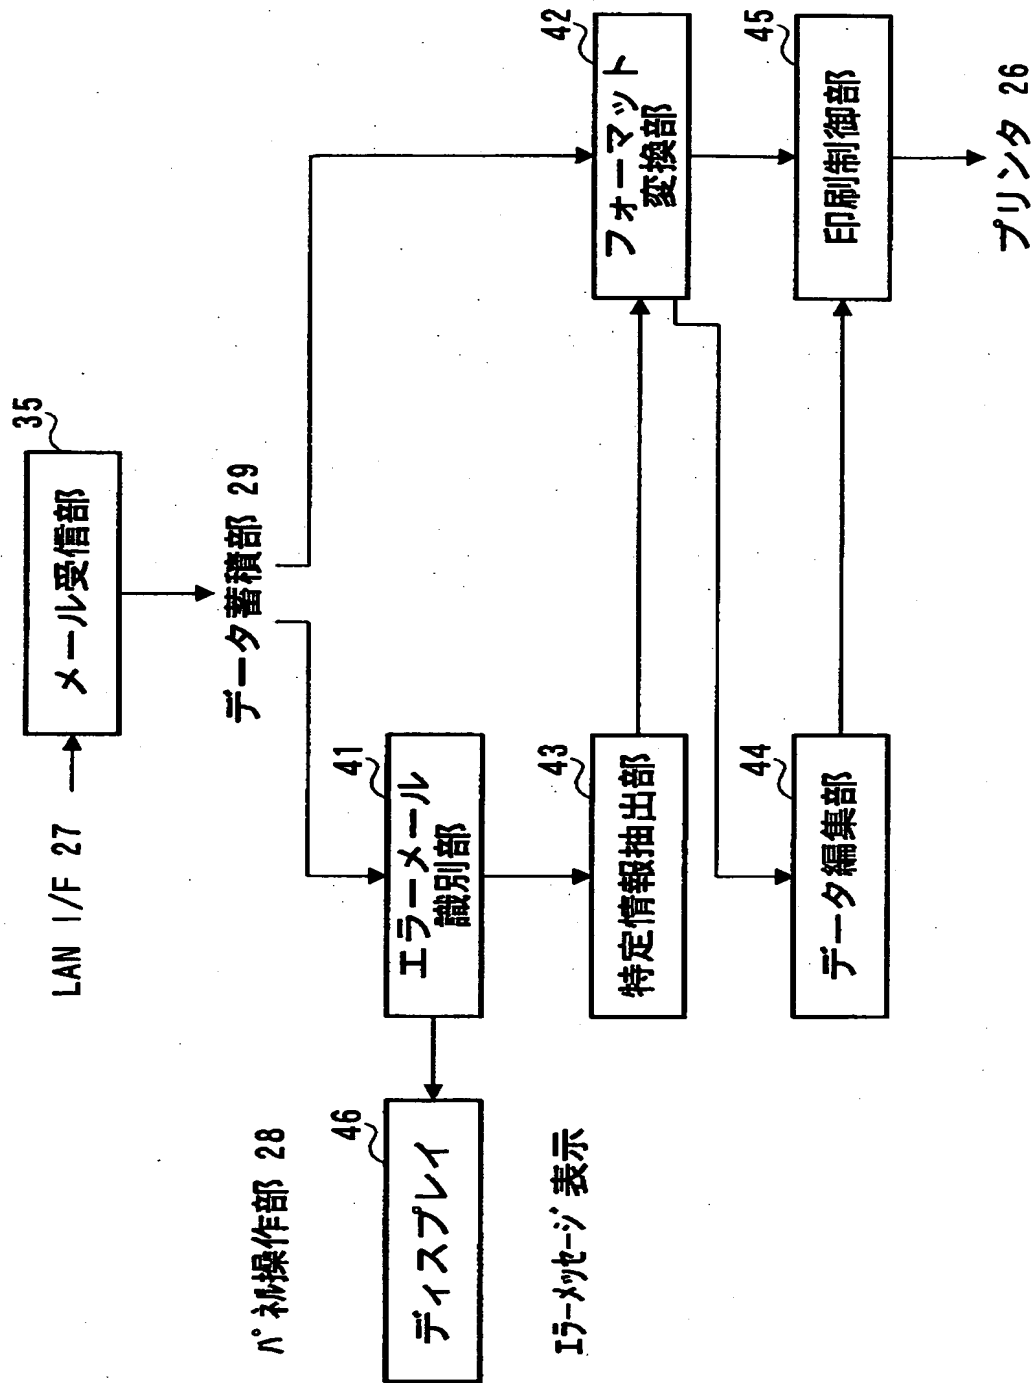 LAN I/F 27
メール受信部
35
データ蓄積部 29
パネル操作部 28
ディスプレイ
46
エラーメッセージ表示
エラーメール
識別部
41
フォーマット
変換部
42
特定情報抽出部
43
データ編集部
44
印刷制御部
45
プリンタ 26